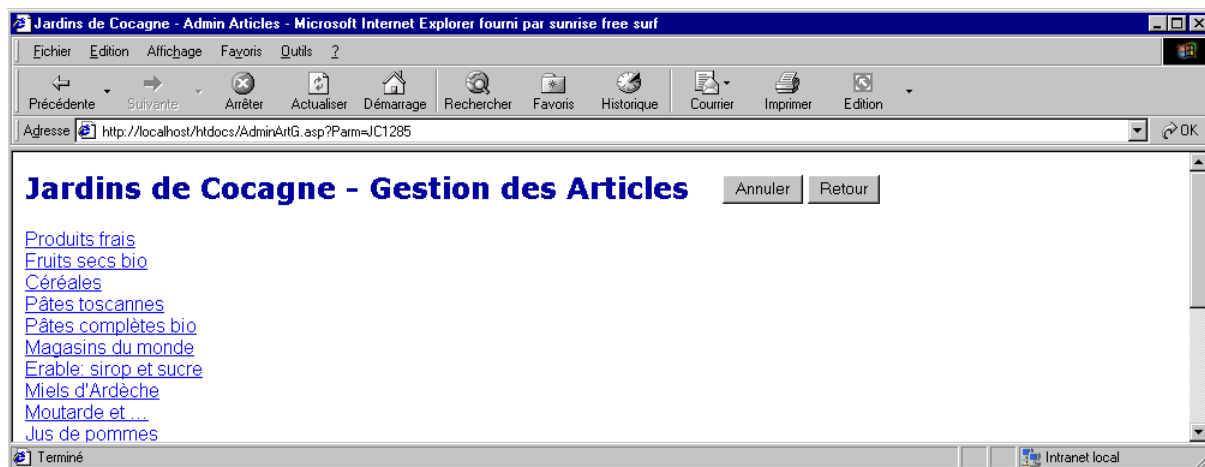 Jardins de Cocagne - Admin Articles - Microsoft Internet Explorer fourni par sunrise free surf
Fichier Edition Affichage Favoris Outils ?
Précédente Suivante Arrêter Actualiser Démarrage Rechercher Favoris Historique Courrier Imprimer Edition
Adresse http://localhost/htdocs/AdminArtG.asp?Parm=JC1285 OK
Jardins de Cocagne - Gestion des Articles Annuler Retour
Produits frais
Fruits secs bio
Céréales
Pâtes toscannes
Pâtes complètes bio
Magasins du monde
Erable: sirop et sucre
Miels d'Ardèche
Moutarde et ...
Jus de pommes
Terminé Intranet local